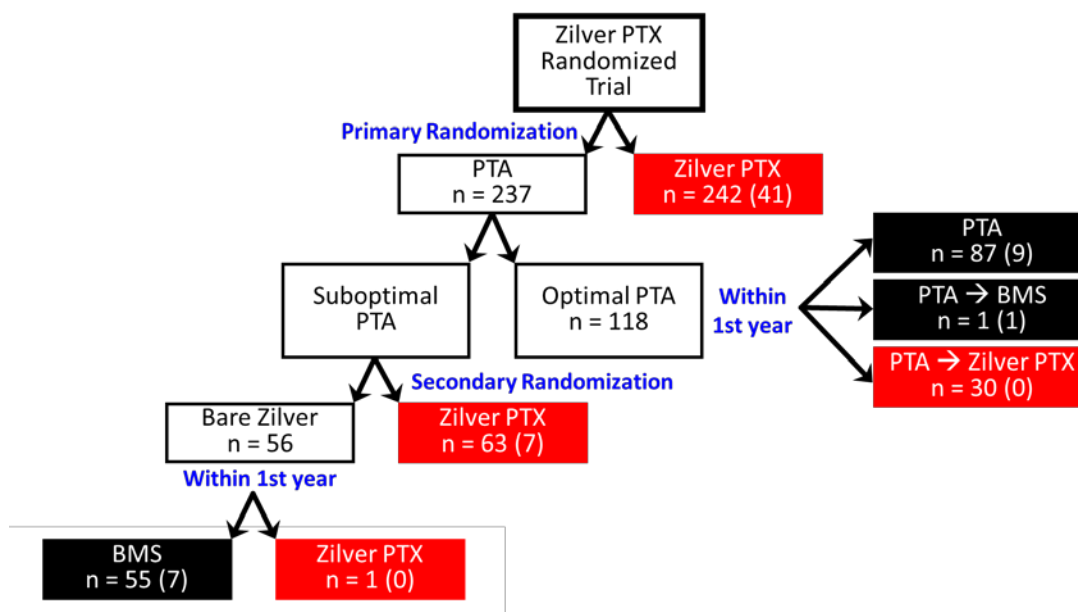 Zilver PTX
Randomized
Trial
Primary Randomization
PTA
n = 237
Zilver PTX
n = 242 (41)
Suboptimal
PTA
Optimal PTA
n = 118
Within
1st year
PTA
n = 87 (9)
PTA → BMS
n = 1 (1)
PTA → Zilver PTX
n = 30 (0)
Secondary Randomization
Bare Zilver
n = 56
Zilver PTX
n = 63 (7)
Within 1st year
BMS
n = 55 (7)
Zilver PTX
n = 1 (0)